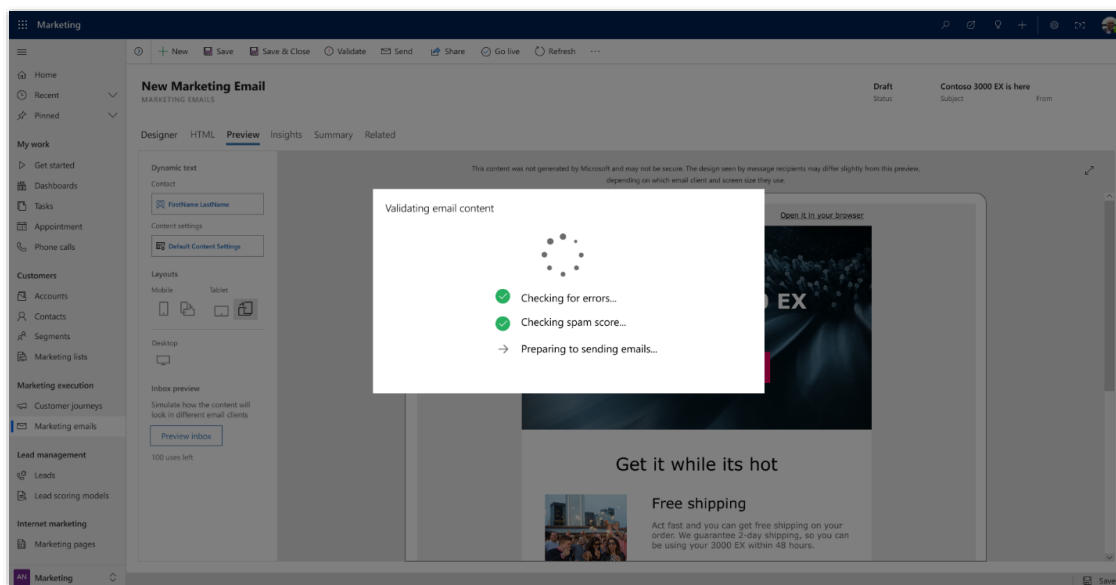 Marketing
New
Save
Save & Close
Validate
Send
Share
Go live
Refresh
Home
Recent
Pinned
My work
Get started
Dashboards
Tasks
Appointment
Phone calls
Customers
Accounts
Contacts
Segments
Marketing lists
Marketing execution
Customer journeys
Marketing emails
Lead management
Leads
Lead scoring models
Internet marketing
Marketing pages
AN Marketing
New Marketing Email
MARKETING EMAILS
Draft
Status
Contoso 3000 EX is here
Subject
From
Designer HTML Preview Insights Summary Related
Dynamic text
Contact
FirstName LastName
Content settings
Default Content Settings
Layouts
Mobile Tablet
Desktop
Inbox preview
Simulate how the content will
look in different email clients
Preview inbox
100 uses left
This content was not generated by Microsoft and may not be secure. The design seen by message recipients may differ slightly from this preview,
depending on which email client and screen size they use.
Open it in your browser
Validating email content
Checking for errors...
Checking spam score...
Preparing to sending emails...
EX
Get it while its hot
Free shipping
Act fast and you can get free shipping on your
order. We guarantee 2-day shipping, so you can
be using your 3000 EX within 48 hours.
Save